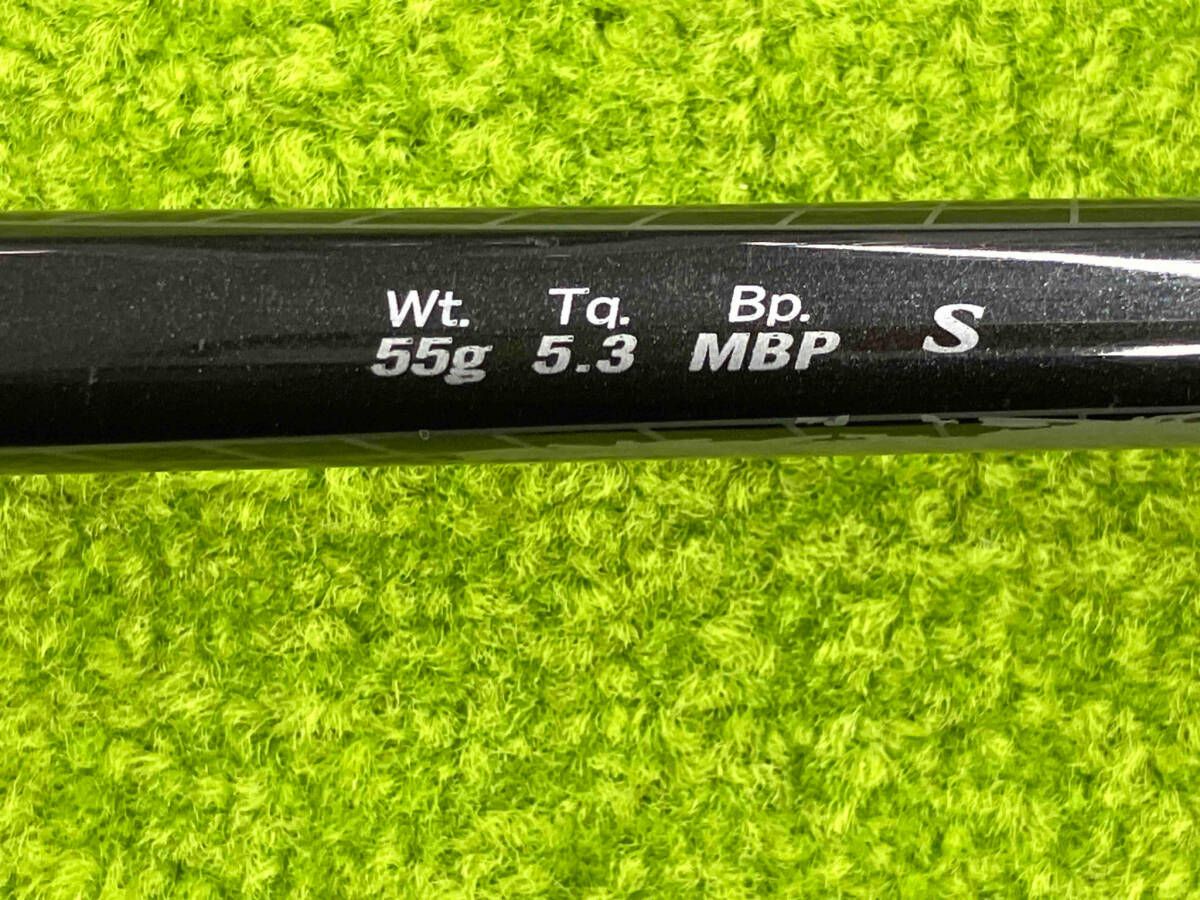 Wt. Tq. Bp.
55g 5.3 MBP S